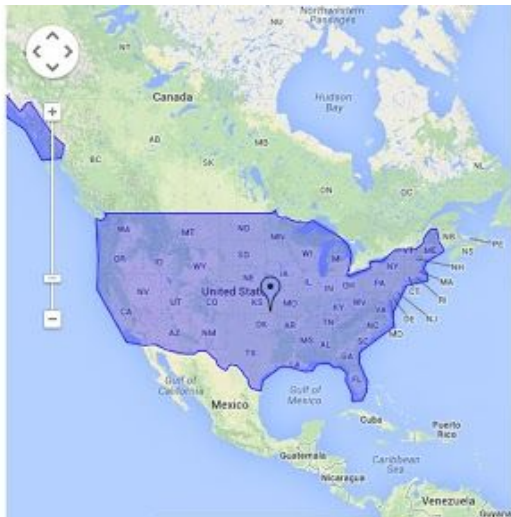 Northwestern
Passages
NU
NT
Canada
Hudson
Bay
AB
MB
BC
SK
NL
ON
QC
NB
PE
NS
WA
MT
ND
MN
OR
ID
SD
WI
MI
VT
ME
WY
NY
NH
NE
IA
IL
IN
OH
PA
MA
CT
RI
NV
UT
CO
United States
KS
MO
KY
WV
VA
NJ
DE
MD
CA
AZ
NM
OK
AR
TN
NC
SC
MS
AL
GA
TX
LA
FL
Gulf of
California
Gulf of
Mexico
Mexico
Cuba
Puerto
Rico
Caribbean
Sea
Guatemala
Nicaragua
Venezuela